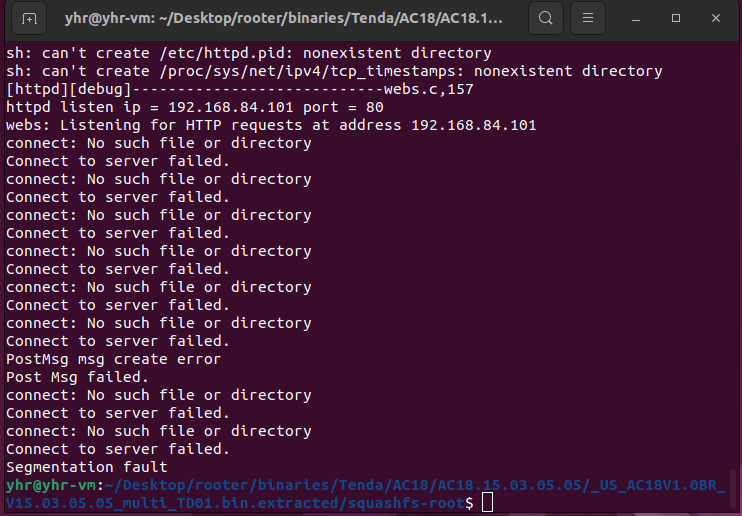 yhr@yhr-vm: ~/Desktop/rooter/binaries/Tenda/AC18/AC18.1...
sh: can't create /etc/httpd.pid: nonexistent directory
sh: can't create /proc/sys/net/ipv4/tcp_timestamps: nonexistent directory
[httpd][debug]----------------------------webs.c,157
httpd listen ip = 192.168.84.101 port = 80
webs: Listening for HTTP requests at address 192.168.84.101
connect: No such file or directory
Connect to server failed.
connect: No such file or directory
Connect to server failed.
connect: No such file or directory
Connect to server failed.
connect: No such file or directory
Connect to server failed.
connect: No such file or directory
Connect to server failed.
connect: No such file or directory
Connect to server failed.
PostMsg msg create error
Post Msg failed.
connect: No such file or directory
Connect to server failed.
connect: No such file or directory
Connect to server failed.
Segmentation fault
yhr@yhr-vm:~/Desktop/rooter/binaries/Tenda/AC18/AC18.15.03.05.05/_US_AC18V1.0BR_
V15.03.05.05_multi_TD01.bin.extracted/squashfs-root$